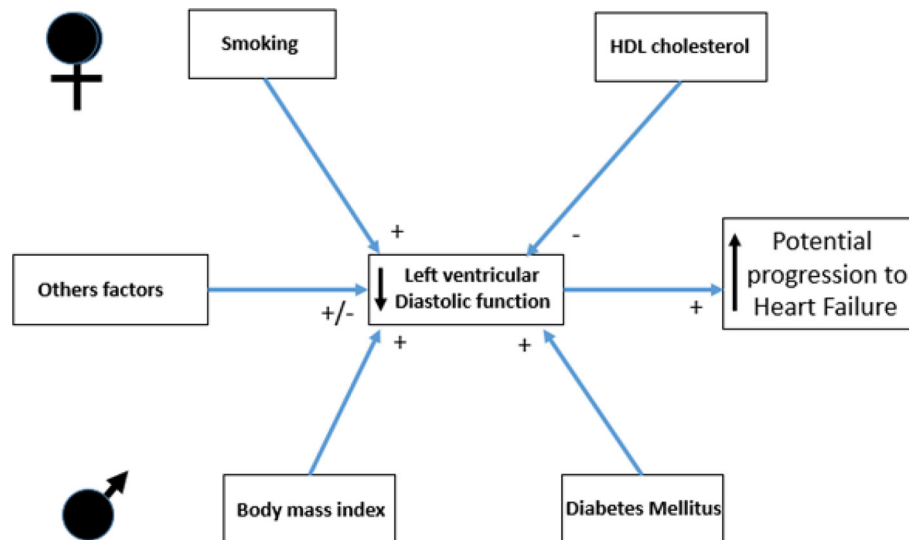 Smoking
HDL cholesterol
+
-
Others factors
+/-
Left ventricular
Diastolic function
+
Potential
progression to
Heart Failure
+
+
Body mass index
Diabetes Mellitus